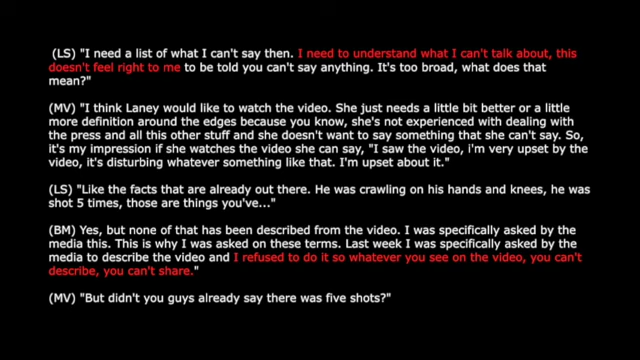 (LS) "I need a list of what I can't say then. I need to understand what I can't talk about, this
doesn't feel right to me to be told you can't say anything. It's too broad, what does that
mean?"
(MV) "I think Laney would like to watch the video. She just needs a little bit better or a little
more definition around the edges because you know, she's not experienced with dealing with
the press and all this other stuff and she doesn't want to say something that she can't say. So,
it's my impression if she watches the video she can say, "I saw the video, i'm very upset by the
video, it's disturbing whatever something like that. I'm upset about it."
(LS) "Like the facts that are already out there. He was crawling on his hands and knees, he was
shot 5 times, those are things you've..."
(BM) "Yes, but none of that has been described from the video. I was specifically asked by the
media this. This is why I was asked on these terms. Last week I was specifically asked by the
media to describe the video and I refused to do it so whatever you see on the video, you can't
describe, you can't share."
(MV) "But didn't you guys already say there was five shots?"